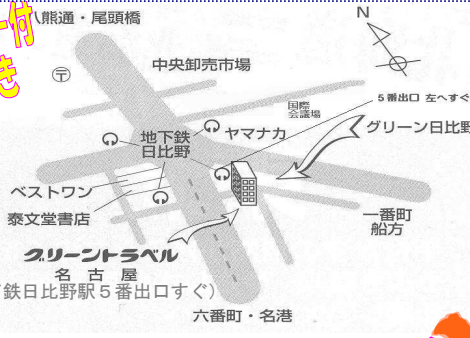 付
き
八熊通・尾頭橋
N
〒
中央卸売市場
5番出口 左へすぐ
国際
会議場
グリーン日比野
地下鉄
日比野
ヤマナカ
ベストワン
泰文堂書店
一番町
船方
グリーントラベル
名古屋
鉄日比野駅5番出口すぐ）
六番町・名港